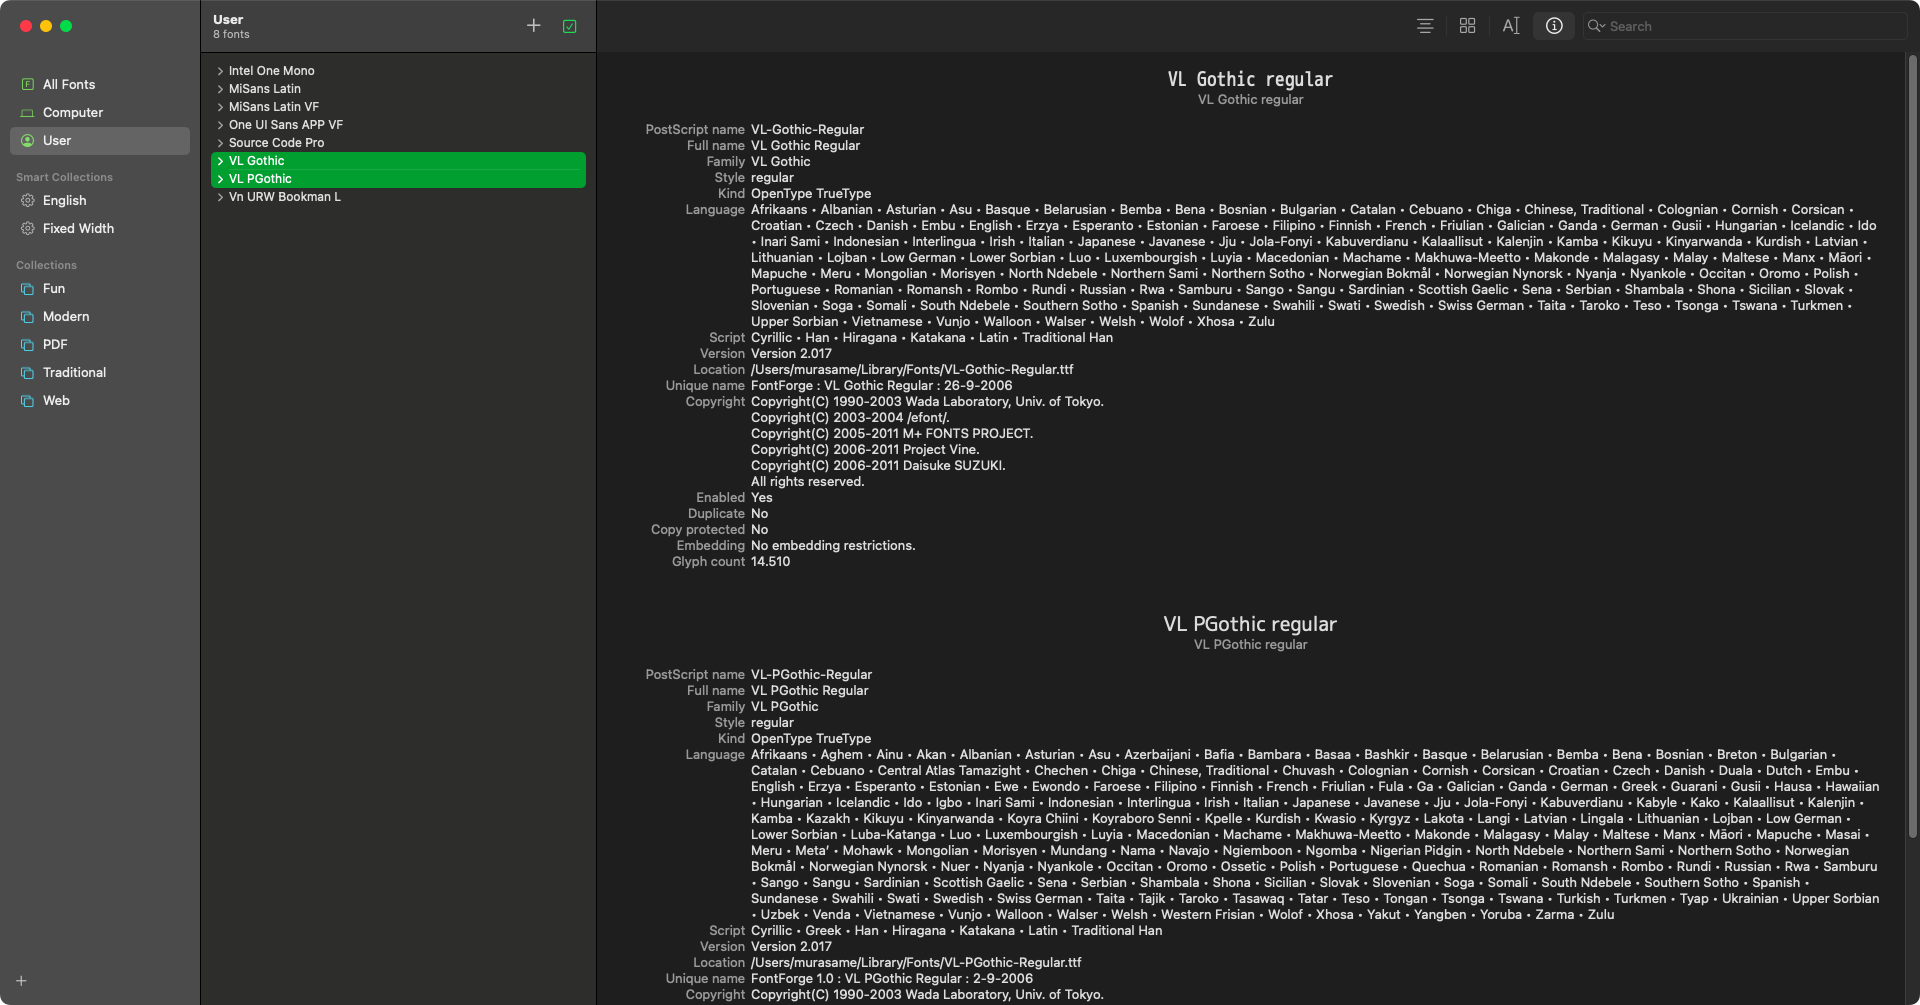 User
8 fonts
Search
All Fonts
Computer
User
Smart Collections
English
Fixed Width
Collections
Fun
Modern
PDF
Traditional
Web
Intel One Mono
MiSans Latin
MiSans Latin VF
One UI Sans APP VF
Source Code Pro
VL Gothic
VL PGothic
Vn URW Bookman L
VL Gothic regular
VL Gothic regular
PostScript name VL-Gothic-Regular
Full name VL Gothic Regular
Family VL Gothic
Style regular
Kind OpenType TrueType
Language Afrikaans • Albanian • Asturian • Asu • Basque • Belarusian • Bemba • Bena • Bosnian • Bulgarian • Catalan • Cebuano • Chiga • Chinese, Traditional • Colognian • Cornish • Corsican •
Croatian • Czech • Danish • Embu • English • Erzya • Esperanto • Estonian • Faroese • Filipino • Finnish • French • Friulian • Galician • Ganda • German • Gusii • Hungarian • Icelandic • Ido
• Inari Sami • Indonesian • Interlingua • Irish • Italian • Japanese • Javanese • Jju • Jola-Fonyi • Kabuverdianu • Kalaallisut • Kalenjin • Kamba • Kikuyu • Kinyarwanda • Kurdish • Latvian •
Lithuanian • Lojban • Low German • Lower Sorbian • Luo • Luxembourgish • Luyia • Macedonian • Machame • Makhuwa-Meetto • Makonde • Malagasy • Malay • Maltese • Manx • Māori •
Mapuche • Meru • Mongolian • Morisyen • North Ndebele • Northern Sami • Northern Sotho • Norwegian Bokmål • Norwegian Nynorsk • Nyanja • Nyankole • Occitan • Oromo • Polish •
Portuguese • Romanian • Romansh • Rombo • Rundi • Russian • Rwa • Samburu • Sango • Sangu • Sardinian • Scottish Gaelic • Sena • Serbian • Shambala • Shona • Sicilian • Slovak •
Slovenian • Soga • Somali • South Ndebele • Southern Sotho • Spanish • Sundanese • Swahili • Swati • Swedish • Swiss German • Taita • Taroko • Teso • Tsonga • Tswana • Turkmen •
Upper Sorbian • Vietnamese • Vunjo • Walloon • Walser • Welsh • Wolof • Xhosa • Zulu
Script Cyrillic • Han • Hiragana • Katakana • Latin • Traditional Han
Version Version 2.017
Location /Users/murasame/Library/Fonts/VL-Gothic-Regular.ttf
Unique name FontForge : VL Gothic Regular : 26-9-2006
Copyright Copyright(C) 1990-2003 Wada Laboratory, Univ. of Tokyo.
Copyright(C) 2003-2004 /efont/.
Copyright(C) 2005-2011 M+ FONTS PROJECT.
Copyright(C) 2006-2011 Project Vine.
Copyright(C) 2006-2011 Daisuke SUZUKI.
All rights reserved.
Enabled Yes
Duplicate No
Copy protected No
Embedding No embedding restrictions.
Glyph count 14.510
VL PGothic regular
VL PGothic regular
PostScript name VL-PGothic-Regular
Full name VL PGothic Regular
Family VL PGothic
Style regular
Kind OpenType TrueType
Language Afrikaans • Aghem • Ainu • Akan • Albanian • Asturian • Asu • Azerbaijani • Bafia • Bambara • Basaa • Bashkir • Basque • Belarusian • Bemba • Bena • Bosnian • Breton • Bulgarian •
Catalan • Cebuano • Central Atlas Tamazight • Chechen • Chiga • Chinese, Traditional • Chuvash • Colognian • Cornish • Corsican • Croatian • Czech • Danish • Duala • Dutch • Embu •
English • Erzya • Esperanto • Estonian • Ewe • Ewondo • Faroese • Filipino • Finnish • French • Friulian • Fula • Ga • Galician • Ganda • German • Greek • Guarani • Gusii • Hausa • Hawaiian
• Hungarian • Icelandic • Ido • Igbo • Inari Sami • Indonesian • Interlingua • Irish • Italian • Japanese • Javanese • Jju • Jola-Fonyi • Kabuverdianu • Kabyle • Kako • Kalaallisut • Kalenjin •
Kamba • Kazakh • Kikuyu • Kinyarwanda • Koyra Chiini • Koyraboro Senni • Kpelle • Kurdish • Kwasio • Kyrgyz • Lakota • Langi • Latvian • Lingala • Lithuanian • Lojban • Low German •
Lower Sorbian • Luba-Katanga • Luo • Luxembourgish • Luyia • Macedonian • Machame • Makhuwa-Meetto • Makonde • Malagasy • Malay • Maltese • Manx • Māori • Mapuche • Masai •
Meru • Meta’ • Mohawk • Mongolian • Morisyen • Mundang • Nama • Navajo • Ngiemboon • Ngomba • Nigerian Pidgin • North Ndebele • Northern Sami • Northern Sotho • Norwegian
Bokmål • Norwegian Nynorsk • Nuer • Nyanja • Nyankole • Occitan • Oromo • Ossetic • Polish • Portuguese • Quechua • Romanian • Romansh • Rombo • Rundi • Russian • Rwa • Samburu
• Sango • Sangu • Sardinian • Scottish Gaelic • Sena • Serbian • Shambala • Shona • Sicilian • Slovak • Slovenian • Soga • Somali • South Ndebele • Southern Sotho • Spanish •
Sundanese • Swahili • Swati • Swedish • Swiss German • Taita • Tajik • Taroko • Tasawaq • Tatar • Teso • Tongan • Tsonga • Tswana • Turkish • Turkmen • Tyap • Ukrainian • Upper Sorbian
• Uzbek • Venda • Vietnamese • Vunjo • Walloon • Walser • Welsh • Western Frisian • Wolof • Xhosa • Yakut • Yangben • Yoruba • Zarma • Zulu
Script Cyrillic • Greek • Han • Hiragana • Katakana • Latin • Traditional Han
Version Version 2.017
Location /Users/murasame/Library/Fonts/VL-PGothic-Regular.ttf
Unique name FontForge 1.0 : VL PGothic Regular : 2-9-2006
Copyright Copyright(C) 1990-2003 Wada Laboratory, Univ. of Tokyo.